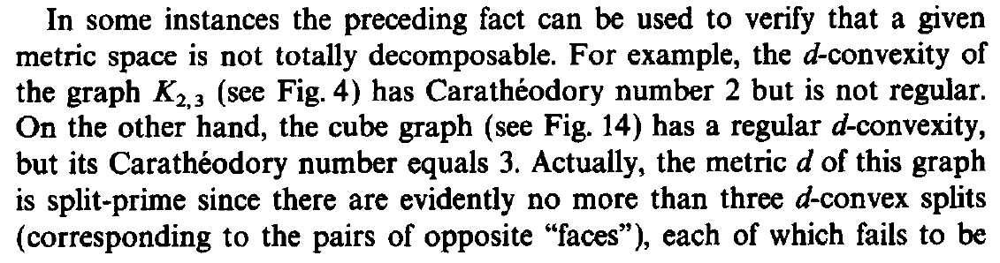 In some instances the preceding fact can be used to verify that a given
metric space is not totally decomposable. For example, the d-convexity of
the graph K2,3 (see Fig. 4) has Carathéodory number 2 but is not regular.
On the other hand, the cube graph (see Fig. 14) has a regular d-convexity,
but its Carathéodory number equals 3. Actually, the metric d of this graph
is split-prime since there are evidently no more than three d-convex splits
(corresponding to the pairs of opposite “faces”), each of which fails to be